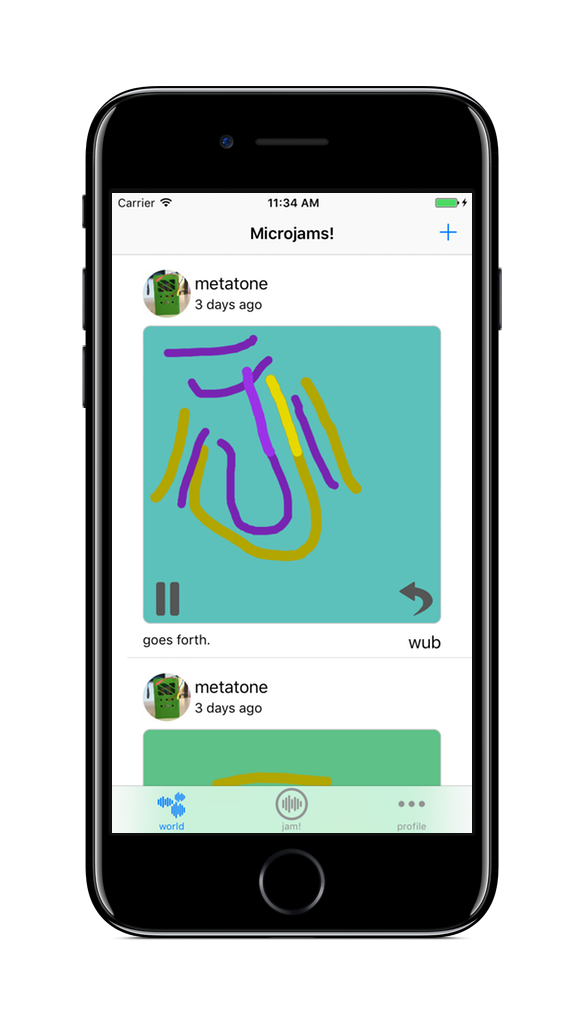 Carrier 11:34 AM
Microjams!
metatone
3 days ago
goes forth. wub
metatone
3 days ago
world jam! profile